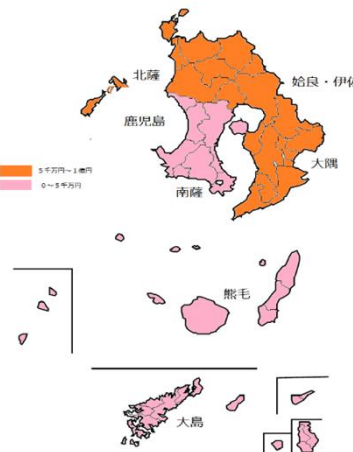 北薩
姶良・伊佐
鹿児島
大隅
5千万円～1億円
0～5千万円
南薩
熊毛
大島